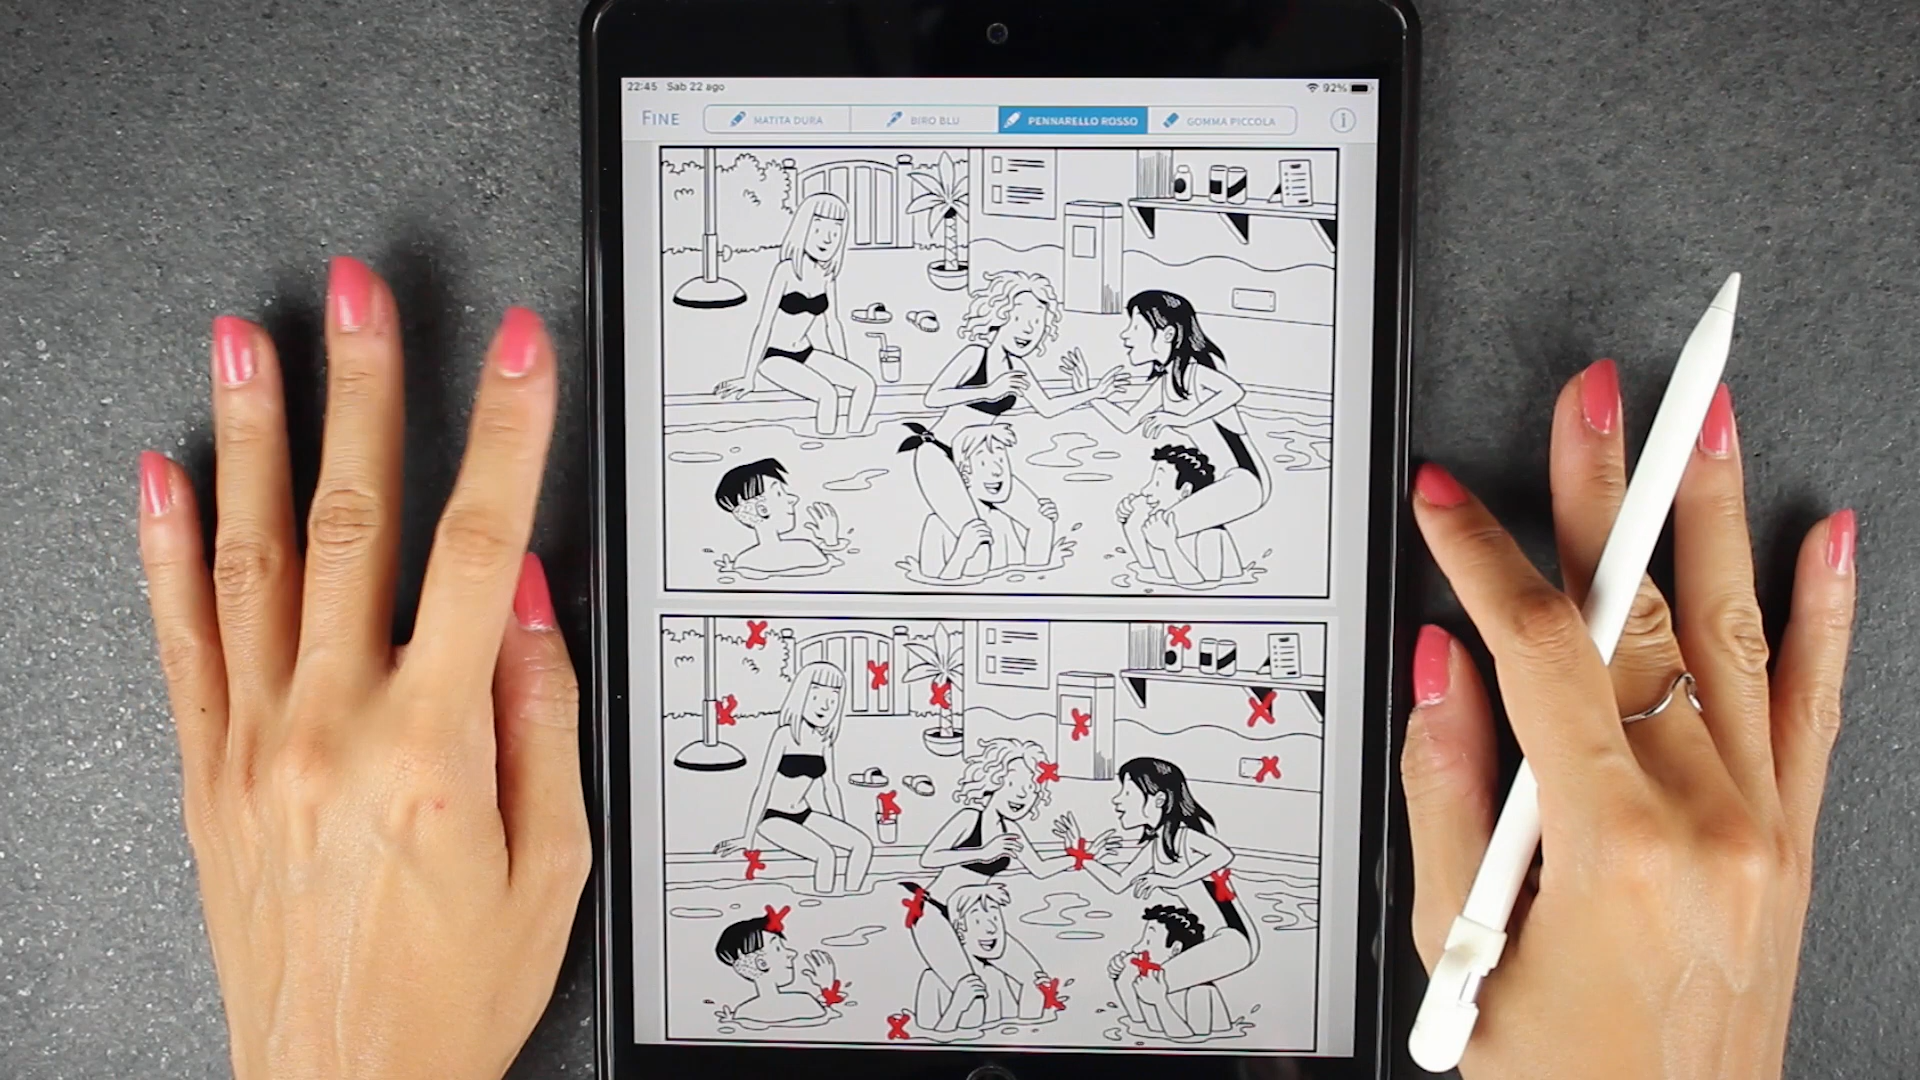 22:45 Sab 22 ago 92%
FINE MATITA DURA BIRO BLU PENNARELLO ROSSO GOMMA PICCOLA i